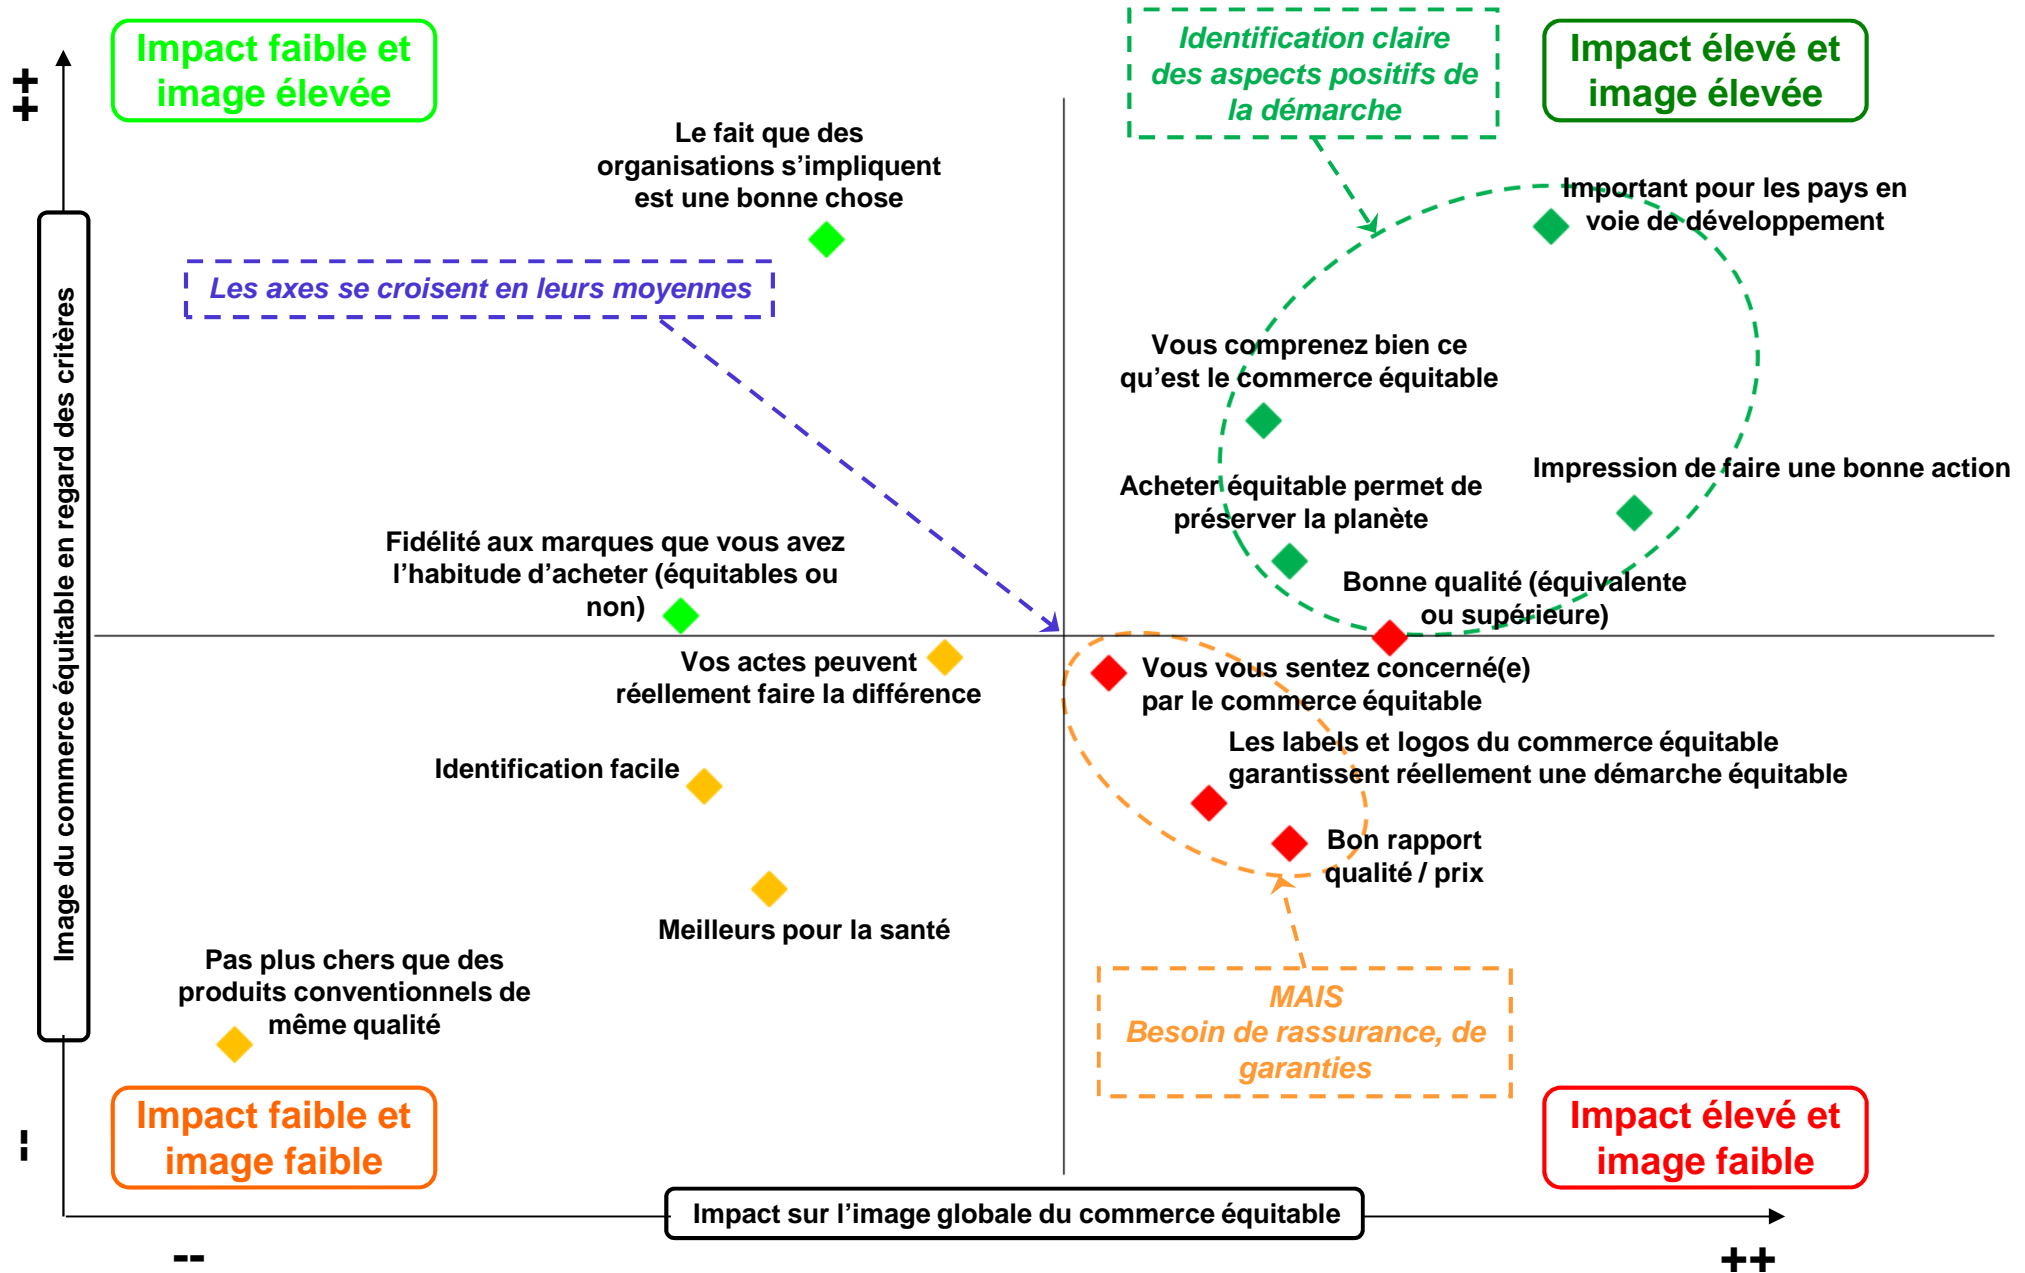 Impact faible et
image élevée
Identification claire
des aspects positifs de
la démarche
Impact élevé et
image élevée
++
Le fait que des
organisations s’impliquent
est une bonne chose
Important pour les pays en
voie de développement
Les axes se croisent en leurs moyennes
Vous comprenez bien ce
qu’est le commerce équitable
Impression de faire une bonne action
Acheter équitable permet de
préserver la planète
Fidélité aux marques que vous avez
l’habitude d’acheter (équitables ou
non)
Bonne qualité (équivalente
ou supérieure)
Image du commerce équitable en regard des critères
Vos actes peuvent
réellement faire la différence
Vous vous sentez concerné(e)
par le commerce équitable
Identification facile
Les labels et logos du commerce équitable
garantissent réellement une démarche équitable
Bon rapport
qualité / prix
Meilleurs pour la santé
Pas plus chers que des
produits conventionnels de
même qualité
MAIS
Besoin de rassurance, de
garanties
Impact faible et
image faible
Impact élevé et
image faible
--
Impact sur l’image globale du commerce équitable
--
++